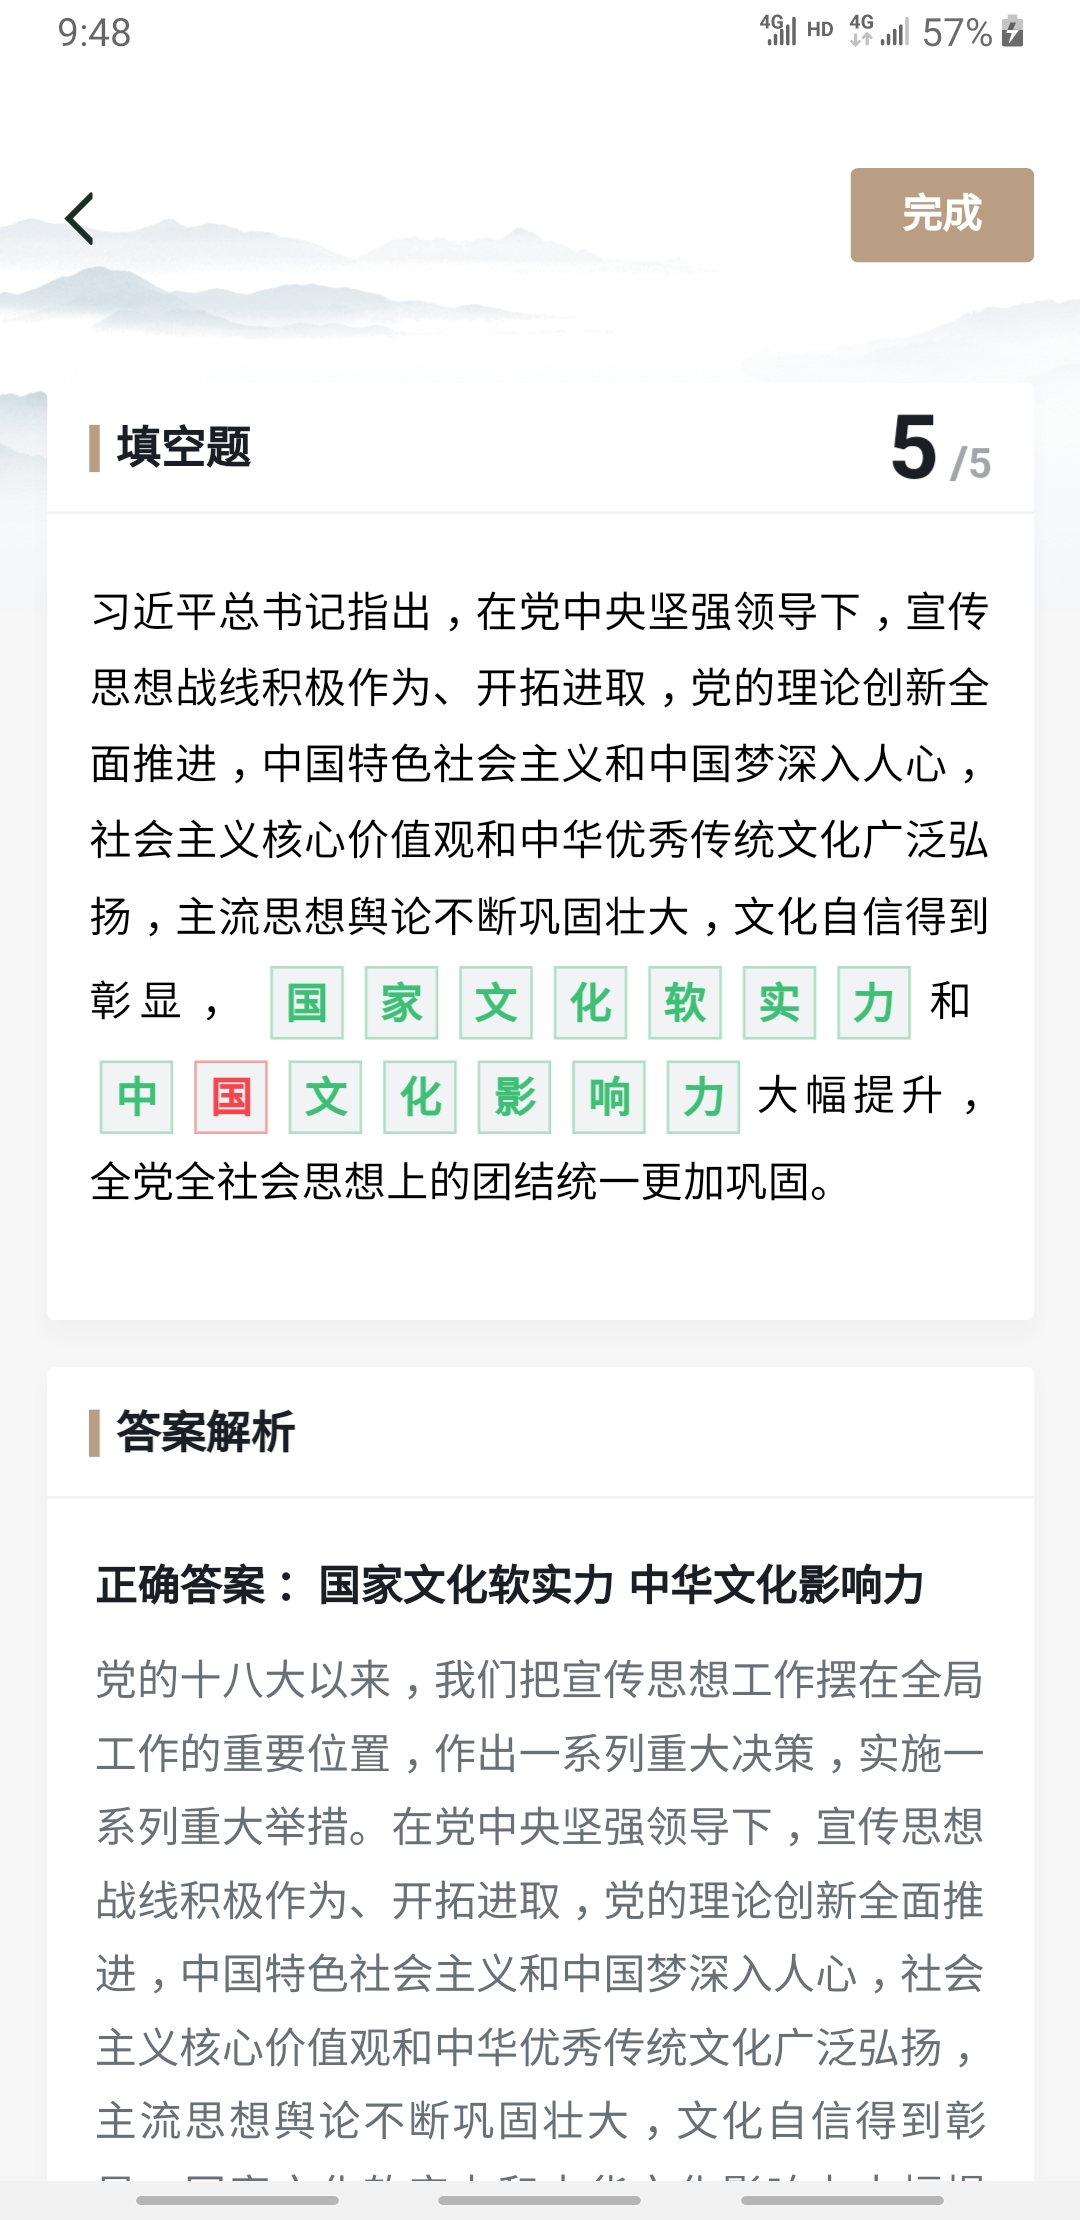 9:48 4G HD 4G 57%
完成
填空题 5/5
习近平总书记指出，在党中央坚强领导下，宣传
思想战线积极作为、开拓进取，党的理论创新全
面推进，中国特色社会主义和中国梦深入人心，
社会主义核心价值观和中华优秀传统文化广泛弘
扬，主流思想舆论不断巩固壮大，文化自信得到
彰显，国家文化软实力和
中国文化影响力大幅提升，
全党全社会思想上的团结统一更加巩固。
答案解析
正确答案：国家文化软实力 中华文化影响力
党的十八大以来，我们把宣传思想工作摆在全局
工作的重要位置，作出一系列重大决策，实施一
系列重大举措。在党中央坚强领导下，宣传思想
战线积极作为、开拓进取，党的理论创新全面推
进，中国特色社会主义和中国梦深入人心，社会
主义核心价值观和中华优秀传统文化广泛弘扬，
主流思想舆论不断巩固壮大，文化自信得到彰